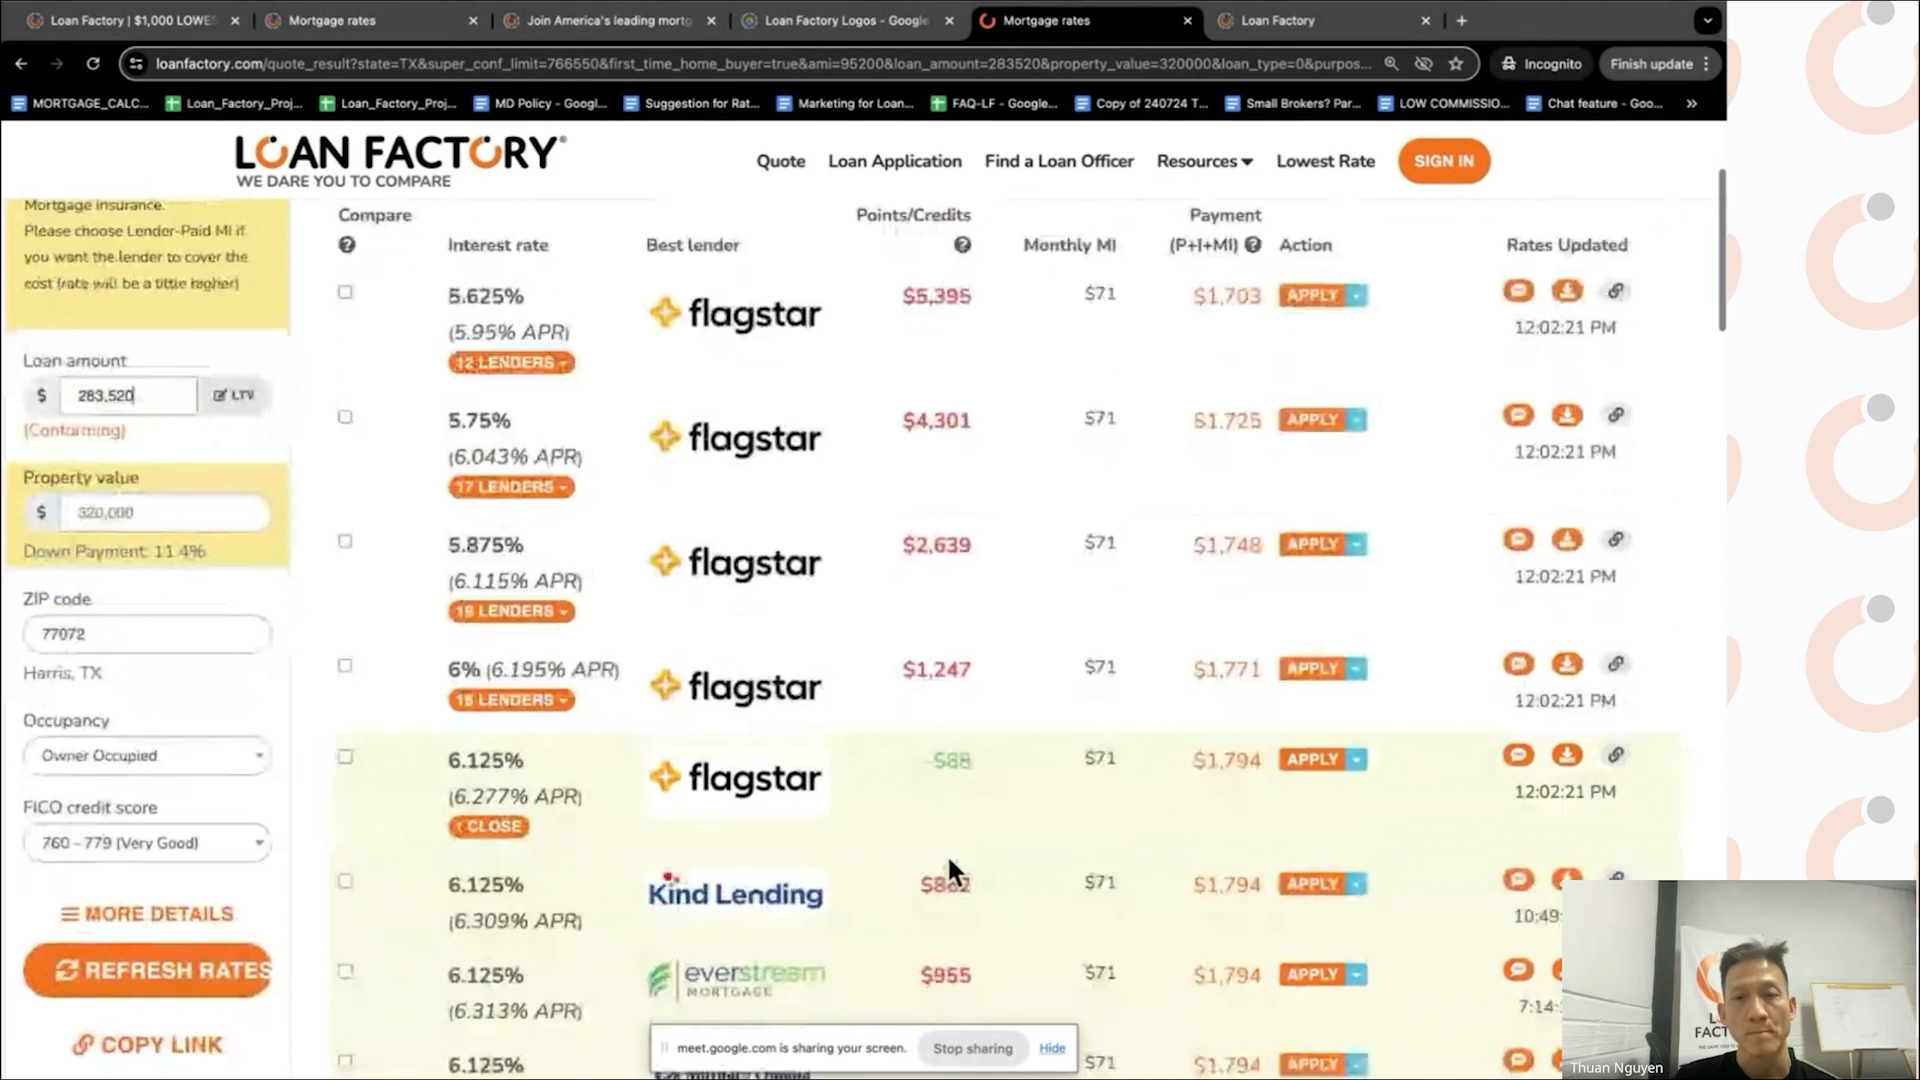 Loan Factory | $1,000 LOWES
Mortgage rates
Join America's leading mortg
Loan Factory Logos - Google
Mortgage rates
Loan Factory
loanfactory.com/quote_result?state=TX&super_conf_limit=766550&first_time_home_buyer=true&ami=95200&loan_amount=283520&property_value=320000&loan_type=0&purpos...
Incognito
Finish update
MORTGAGE_CALC...
Loan_Factory_Proj...
Loan_Factory_Proj...
MD Policy - Googl...
Suggestion for Rat...
Marketing for Loan...
FAQ-LF - Google...
Copy of 240724 T...
Small Brokers? Par...
LOW COMMISSIO...
Chat feature - Goo...
LOAN FACTORY®
WE DARE YOU TO COMPARE
Quote
Loan Application
Find a Loan Officer
Resources
Lowest Rate
SIGN IN
Mortgage insurance.
Please choose Lender-Paid MI if
you want the lender to cover the
cost (rate will be a little higher)
Loan amount
$ 283,520 LTV
(Conforming)
Property value
$ 320,000
Down Payment: 11.4%
ZIP code
77072
Harris, TX
Occupancy
Owner Occupied
FICO credit score
760 - 779 (Very Good)
MORE DETAILS
REFRESH RATES
COPY LINK
Compare
Interest rate
Best lender
Points/Credits
Monthly MI
Payment
(P+I+MI)
Action
Rates Updated
5.625%
(5.95% APR)
12 LENDERS
flagstar
$5,395
$71
$1,703
APPLY
12:02:21 PM
5.75%
(6.043% APR)
17 LENDERS
flagstar
$4,301
$71
$1,725
APPLY
12:02:21 PM
5.875%
(6.115% APR)
19 LENDERS
flagstar
$2,639
$71
$1,748
APPLY
12:02:21 PM
6% (6.195% APR)
15 LENDERS
flagstar
$1,247
$71
$1,771
APPLY
12:02:21 PM
6.125%
(6.277% APR)
CLOSE
flagstar
-$88
$71
$1,794
APPLY
12:02:21 PM
6.125%
(6.309% APR)
Kind Lending
$71
$1,794
APPLY
10:49:
6.125%
(6.313% APR)
everstream
MORTGAGE
$955
$71
$1,794
APPLY
7:14:
6.125%
$71
$1,794
APPLY
meet.google.com is sharing your screen.
Stop sharing
Hide
Thuan Nguyen